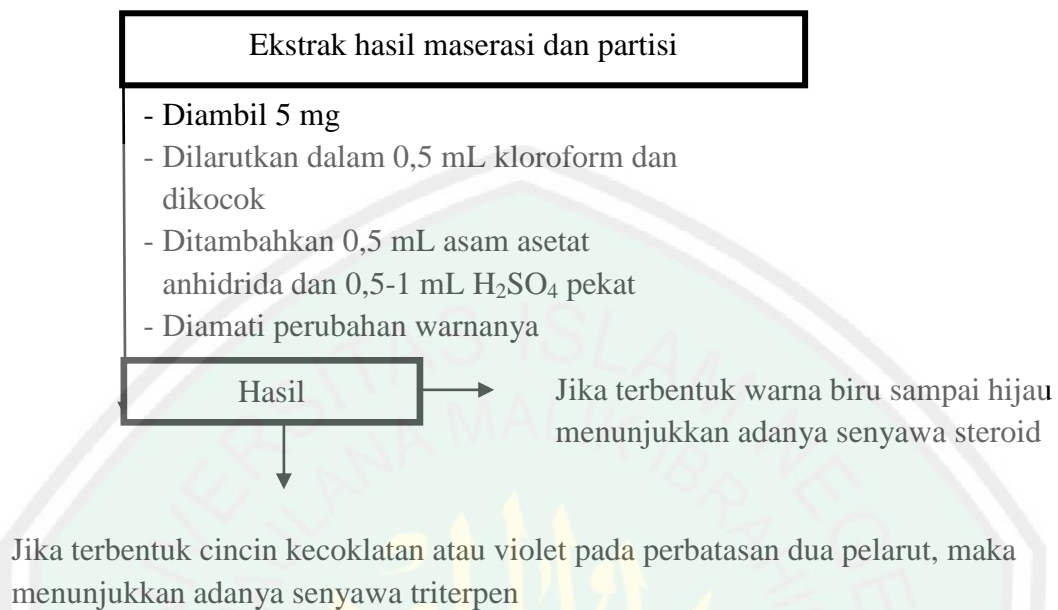 Ekstrak hasil maserasi dan partisi
- Diambil 5 mg
- Dilarutkan dalam 0,5 mL kloroform dan
dikocok
- Ditambahkan 0,5 mL asam asetat
anhidrida dan 0,5-1 mL H₂SO₄ pekat
- Diamati perubahan warnanya
Hasil
Jika terbentuk warna biru sampai hijau
menunjukkan adanya senyawa steroid
Jika terbentuk cincin kecoklatan atau violet pada perbatasan dua pelarut, maka
menunjukkan adanya senyawa triterpen